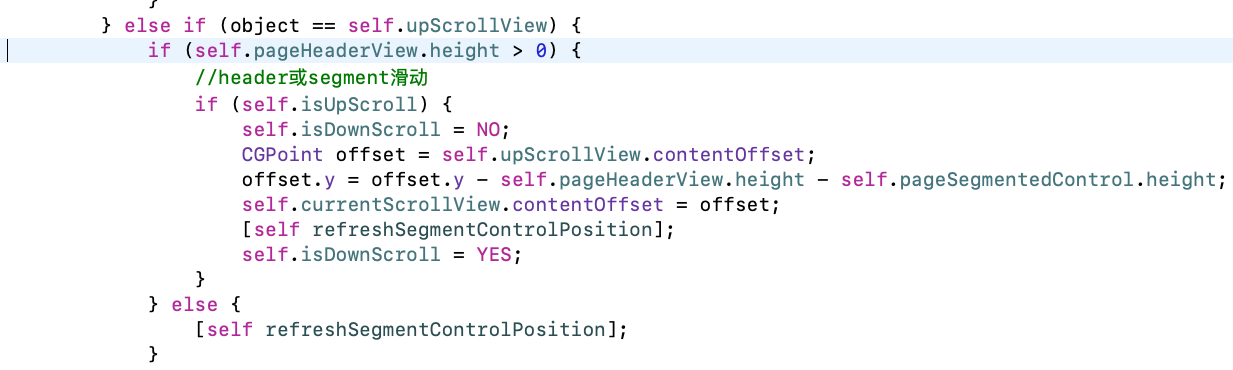 }
} else if (object == self.upScrollView) {
if (self.pageHeaderView.height > 0) {
//header或segment滑动
if (self.isUpScroll) {
self.isDownScroll = NO;
CGPoint offset = self.upScrollView.contentOffset;
offset.y = offset.y - self.pageHeaderView.height - self.pageSegmentedControl.height;
self.currentScrollView.contentOffset = offset;
[self refreshSegmentControlPosition];
self.isDownScroll = YES;
}
} else {
[self refreshSegmentControlPosition];
}